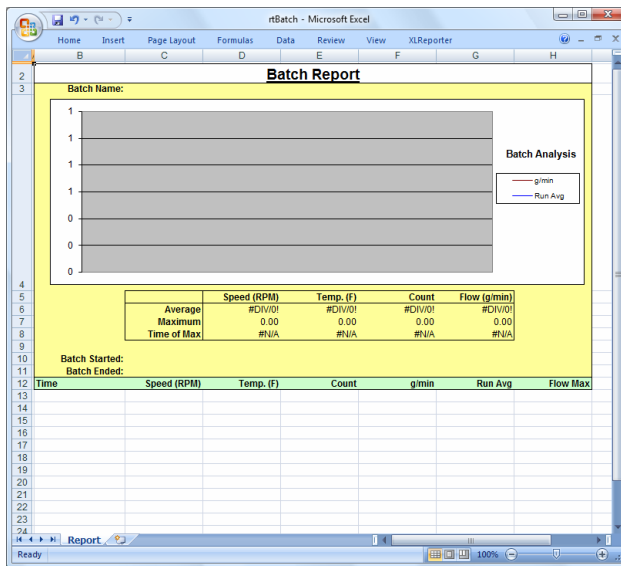 rtBatch - Microsoft Excel
Home Insert Page Layout Formulas Data Review View XLReporter
B C D E F G H
2 Batch Report
3 Batch Name:
1
1
1
1
0
0
0
Batch Analysis
g/min
Run Avg
4
5 Speed (RPM) Temp. (F) Count Flow (g/min)
6 Average #DIV/0! #DIV/0! #DIV/0! #DIV/0!
7 Maximum 0.00 0.00 0.00 0.00
8 Time of Max #N/A #N/A #N/A #N/A
9
10 Batch Started:
11 Batch Ended:
12 Time Speed (RPM) Temp. (F) Count g/min Run Avg Flow Max
13
14
15
16
17
18
19
20
21
22
23
24
Report
Ready 100%